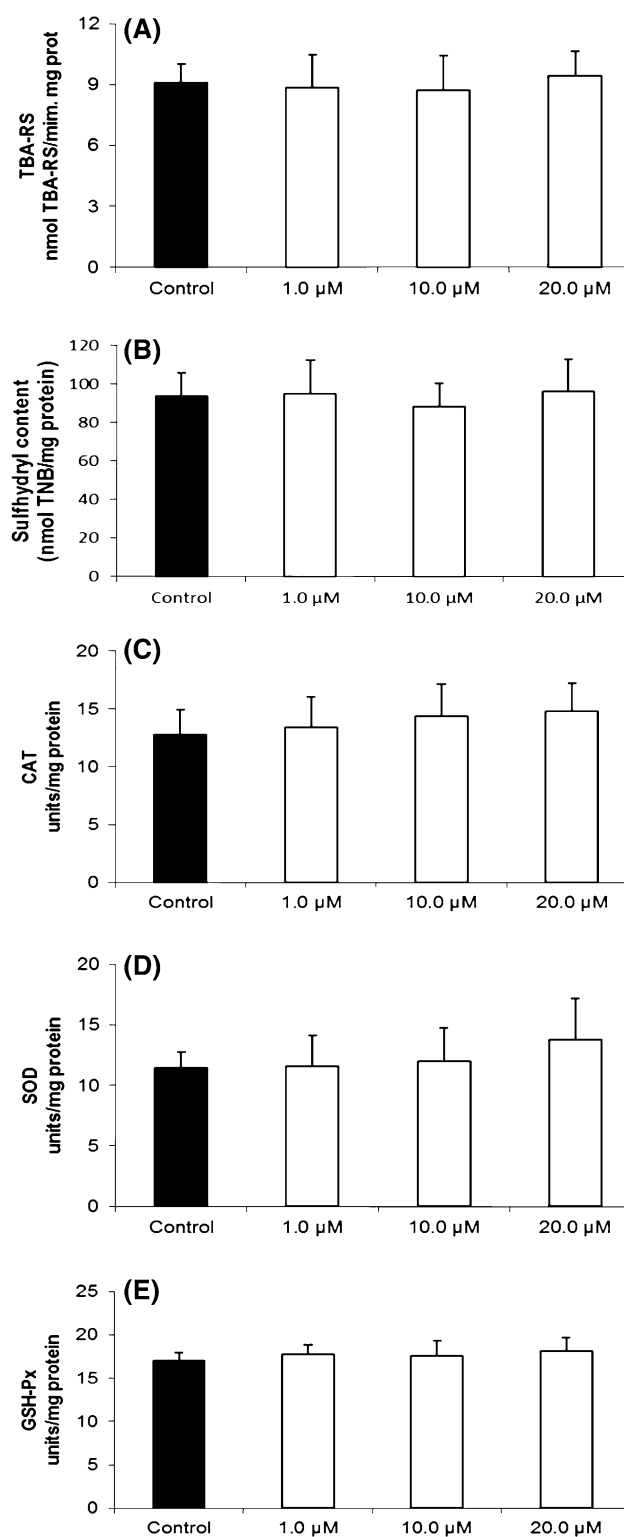 (A)
TBA-RS
nmol TBA-RS/mim. mg prot
12
9
6
3
0
Control 1.0 µM 10.0 µM 20.0 µM
(B)
Sulfhydryl content
(nmol TNB/mg protein)
120
100
80
60
40
20
0
Control 1.0 µM 10.0 µM 20.0 µM
(C)
CAT
units/mg protein
20
15
10
5
0
Control 1.0 µM 10.0 µM 20.0 µM
(D)
SOD
units/mg protein
20
15
10
5
0
Control 1.0 µM 10.0 µM 20.0 µM
(E)
GSH-Px
units/mg protein
25
20
15
10
5
0
Control 1.0 µM 10.0 µM 20.0 µM